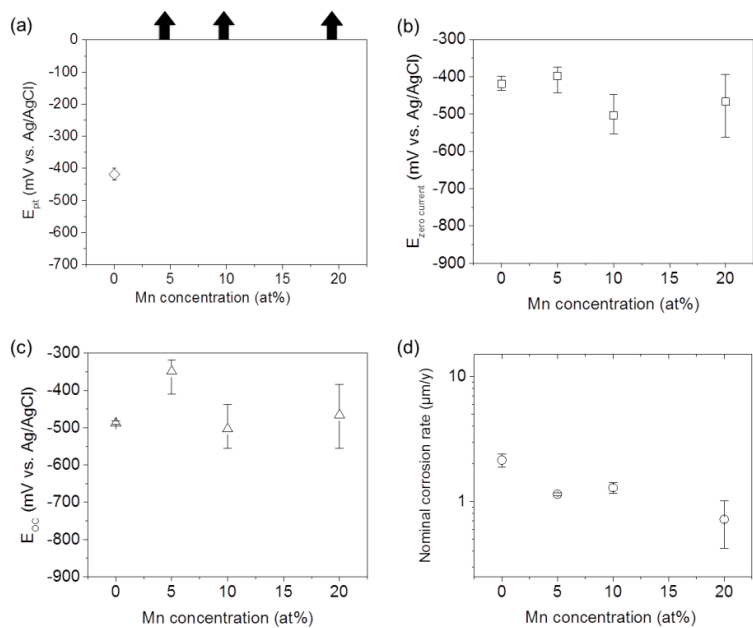 (a)
0
-100
-200
-300
-400
-500
-600
-700
E_pit (mV vs. Ag/AgCl)
0 5 10 15 20
Mn concentration (at%)
(b)
-300
-400
-500
-600
-700
-800
-900
E_zero current (mV vs. Ag/AgCl)
0 5 10 15 20
Mn concentration (at%)
(c)
-300
-400
-500
-600
-700
-800
-900
E_OC (mV vs. Ag/AgCl)
0 5 10 15 20
Mn concentration (at%)
(d)
10
1
Nominal corrosion rate (µm/y)
0 5 10 15 20
Mn concentration (at%)